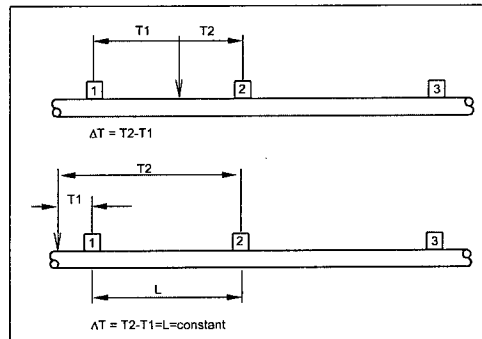 T1 T2
1 2 3
ΔT = T2-T1
T2
T1
1 2 3
L
ΔT = T2-T1=L=constant